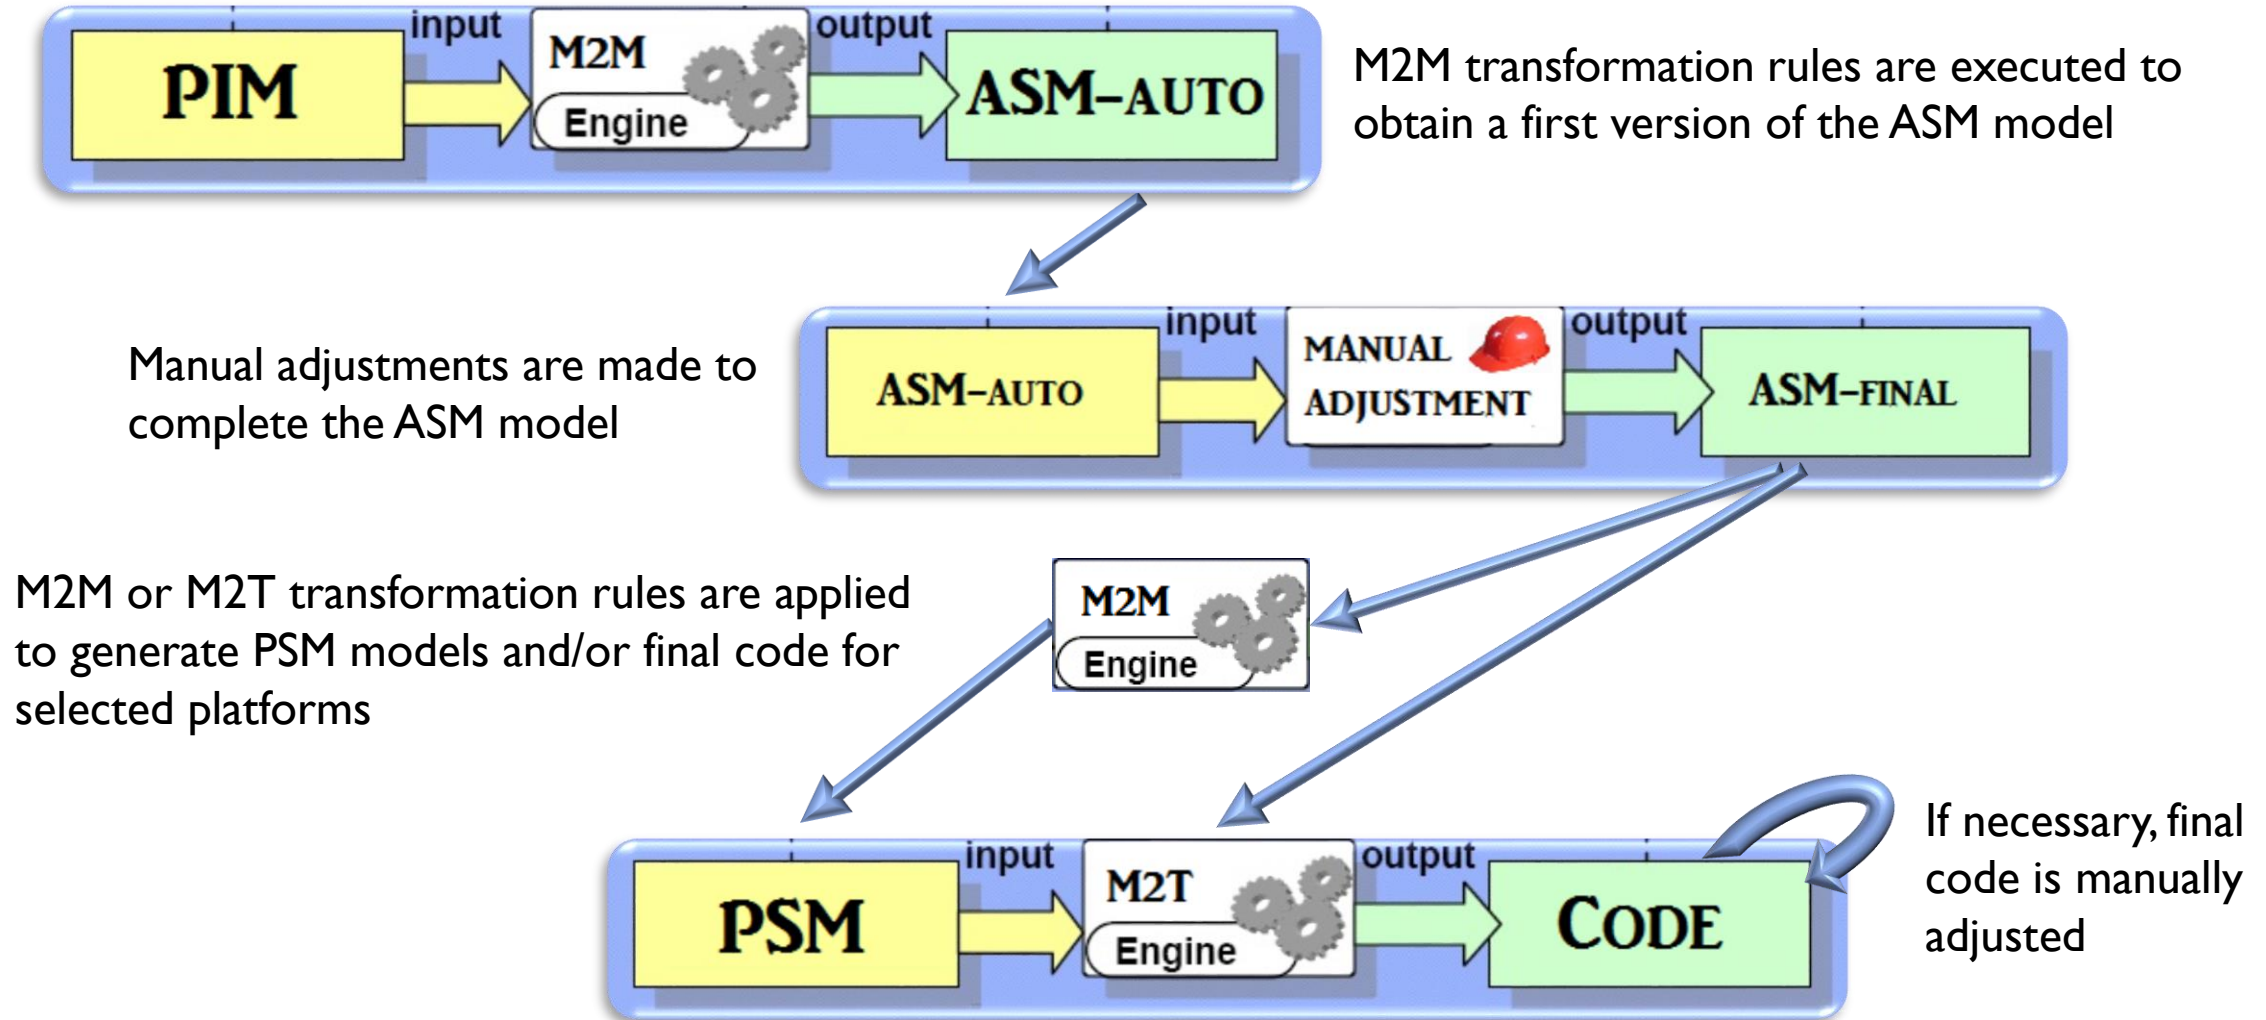 input
output
PIM
M2M
Engine
ASM-AUTO
M2M transformation rules are executed to
obtain a first version of the ASM model
Manual adjustments are made to
complete the ASM model
input
output
ASM-AUTO
MANUAL
ADJUSTMENT
ASM-FINAL
M2M or M2T transformation rules are applied
to generate PSM models and/or final code for
selected platforms
M2M
Engine
input
output
PSM
M2T
Engine
CODE
If necessary, final
code is manually
adjusted